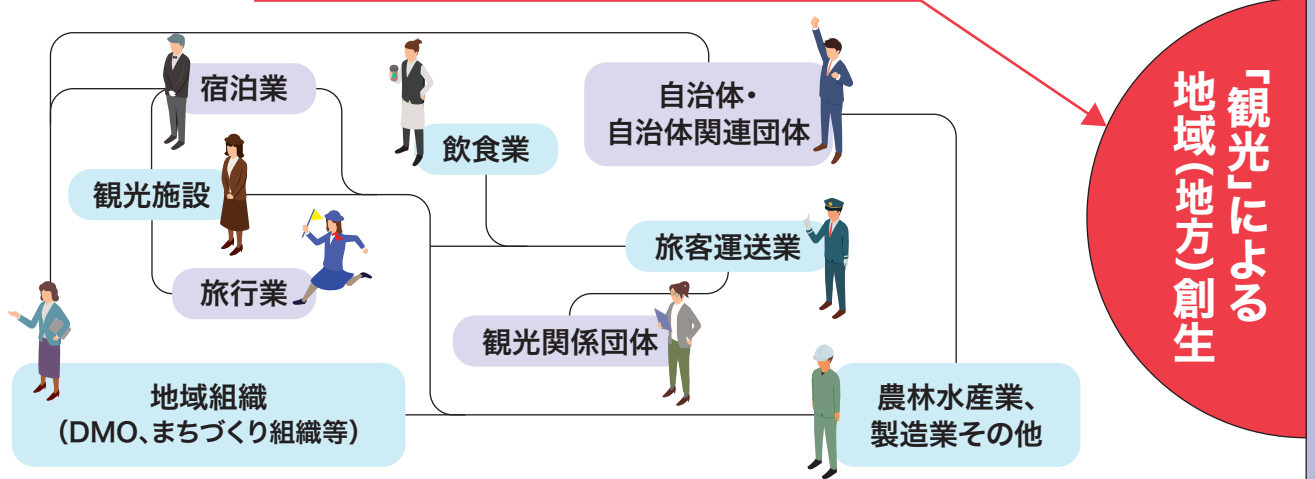 宿泊業
飲食業
自治体・
自治体関連団体
観光施設
旅客運送業
旅行業
観光関係団体
地域組織
（DMO、まちづくり組織等）
農林水産業、
製造業その他
「観光」による
地域（地方）創生